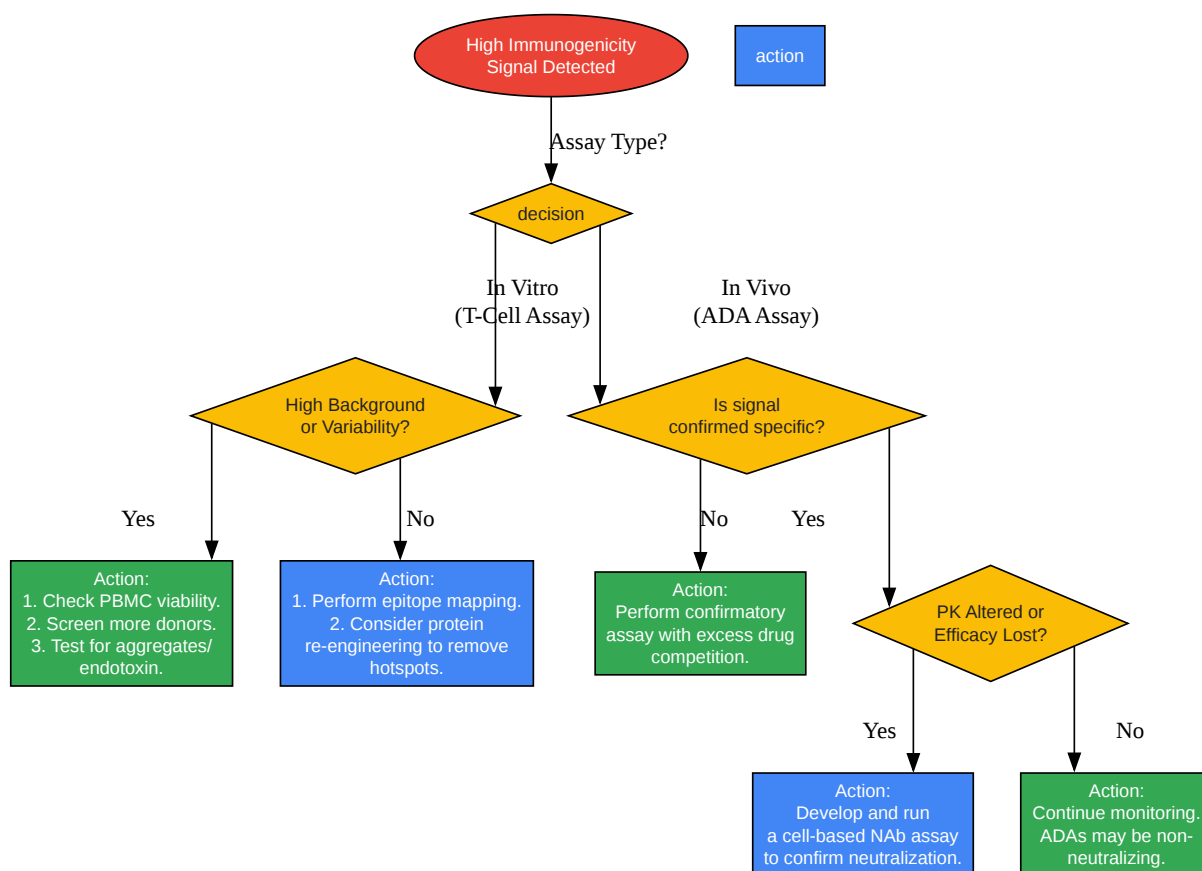 High Immunogenicity
Signal Detected
action
Assay Type?
decision
In Vitro
(T-Cell Assay)
In Vivo
(ADA Assay)
High Background
or Variability?
Is signal
confirmed specific?
Yes
No
No
Yes
Action:
1. Check PBMC viability.
2. Screen more donors.
3. Test for aggregates/
endotoxin.
Action:
1. Perform epitope mapping.
2. Consider protein
re-engineering to remove
hotspots.
Action:
Perform confirmatory
assay with excess drug
competition.
PK Altered or
Efficacy Lost?
Yes
No
Action:
Develop and run
a cell-based NAb assay
to confirm neutralization.
Action:
Continue monitoring.
ADAs may be non-
neutralizing.